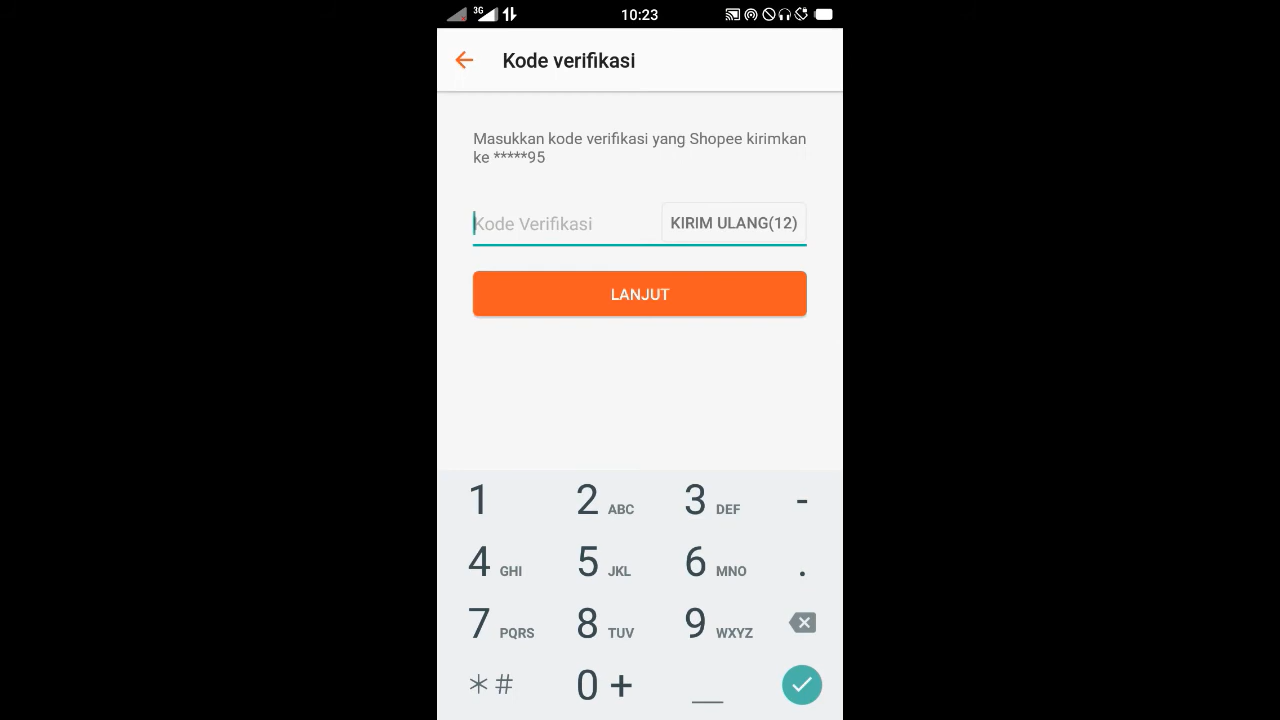 3G 10:23
Kode verifikasi
Masukkan kode verifikasi yang Shopee kirimkan
ke *****95
Kode Verifikasi KIRIM ULANG(12)
LANJUT
1 2 ABC 3 DEF -
4 GHI 5 JKL 6 MNO .
7 PQRS 8 TUV 9 WXYZ
*# 0 + _